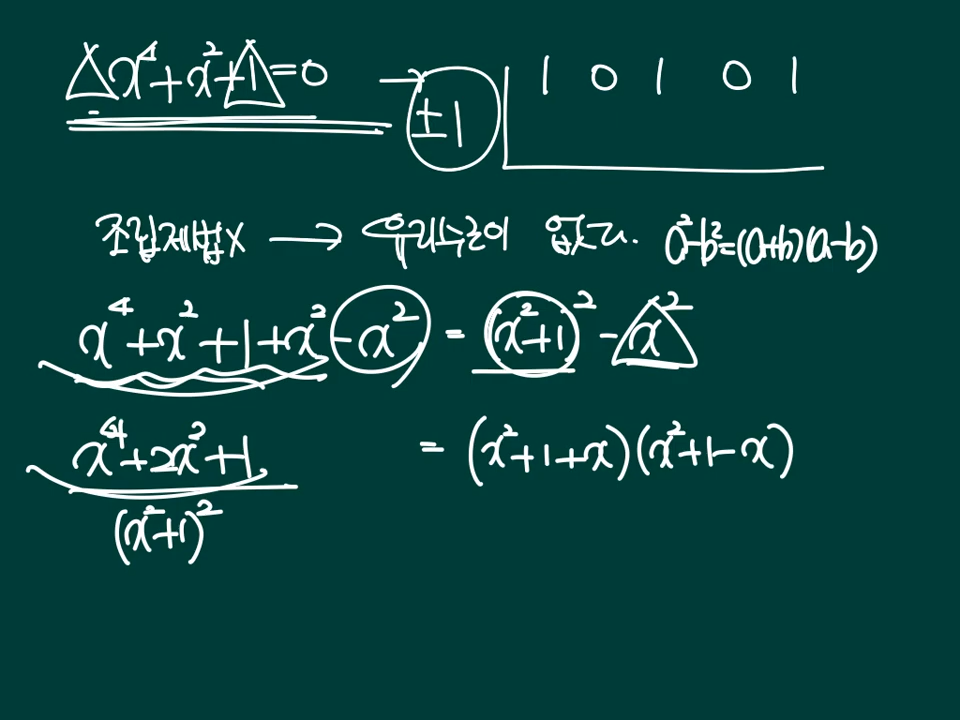 x⁴+x²+1=0 → ±1 | 1 0 1 0 1
조립제법X → 유리수근이 없다. a²-b²=(a+b)(a-b)
x⁴+x²+1+x²-x² = (x²+1)²-x²
x⁴+2x²+1 = (x²+1+x)(x²+1-x)
(x²+1)²